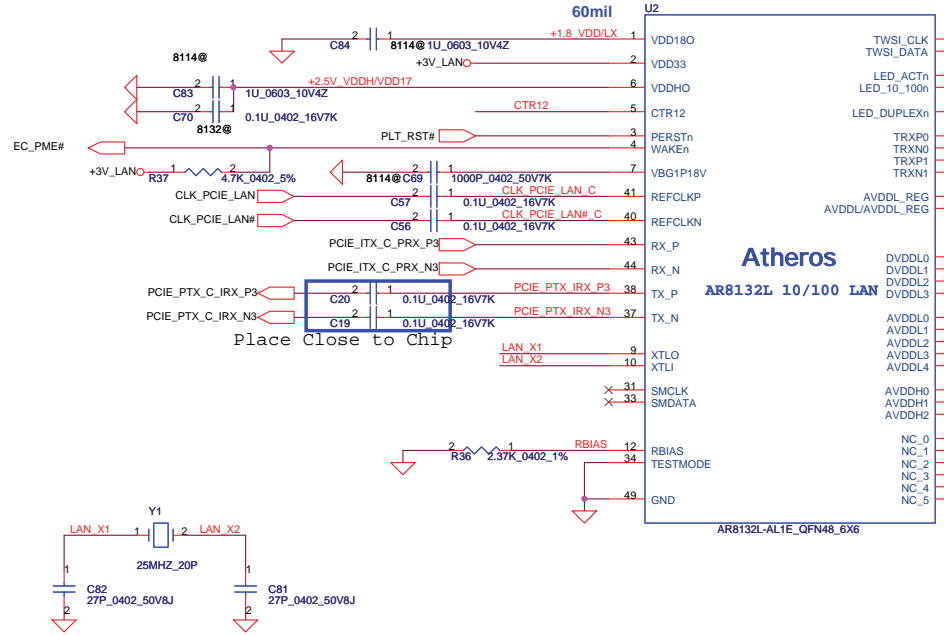 60mil
U2
C84 2 1 8114@ 1U_0603_10V4Z +1.8_VDD/LX 1 VDD18O TWSI_CLK
TWSI_DATA
8114@ +3V_LAN 2 VDD33
LED_ACTn
C83 2 1 1U_0603_10V4Z +2.5V_VDDH/VDD17 6 VDDHO LED_10_100n
C70 2 1 0.1U_0402_16V7K CTR12 5 CTR12 LED_DUPLEXn
8132@
PLT_RST# 3 PERSTn TRXP0
EC_PME# 4 WAKEn TRXN0
TRXP1
+3V_LAN 1 R37 2 4.7K_0402_5% 8114@ C69 2 1 1000P_0402_50V7K 7 VBG1P18V TRXN1
CLK_PCIE_LAN C57 2 1 0.1U_0402_16V7K CLK_PCIE_LAN_C 41 REFCLKP AVDDL_REG
AVDDL/AVDDL_REG
CLK_PCIE_LAN# C56 2 1 0.1U_0402_16V7K CLK_PCIE_LAN#_C 40 REFCLKN
PCIE_ITX_C_PRX_P3 43 RX_P
Atheros
DVDDL0
PCIE_ITX_C_PRX_N3 44 RX_N DVDDL1
DVDDL2
PCIE_PTX_C_IRX_P3 C20 2 1 0.1U_0402_16V7K PCIE_PTX_IRX_P3 38 TX_P AR8132L 10/100 LAN DVDDL3
PCIE_PTX_C_IRX_N3 C19 2 1 0.1U_0402_16V7K PCIE_PTX_IRX_N3 37 TX_N AVDDL0
AVDDL1
Place Close to Chip AVDDL2
LAN_X1 9 XTLO AVDDL3
LAN_X2 10 XTLI AVDDL4
31 SMCLK AVDDH0
33 SMDATA AVDDH1
AVDDH2
NC_0
2 R36 1 2.37K_0402_1% RBIAS 12 RBIAS NC_1
34 TESTMODE NC_2
NC_3
NC_4
49 GND NC_5
AR8132L-AL1E_QFN48_6X6
Y1
LAN_X1 1 2 LAN_X2
25MHZ_20P
1 C82 2 27P_0402_50V8J
1 C81 2 27P_0402_50V8J